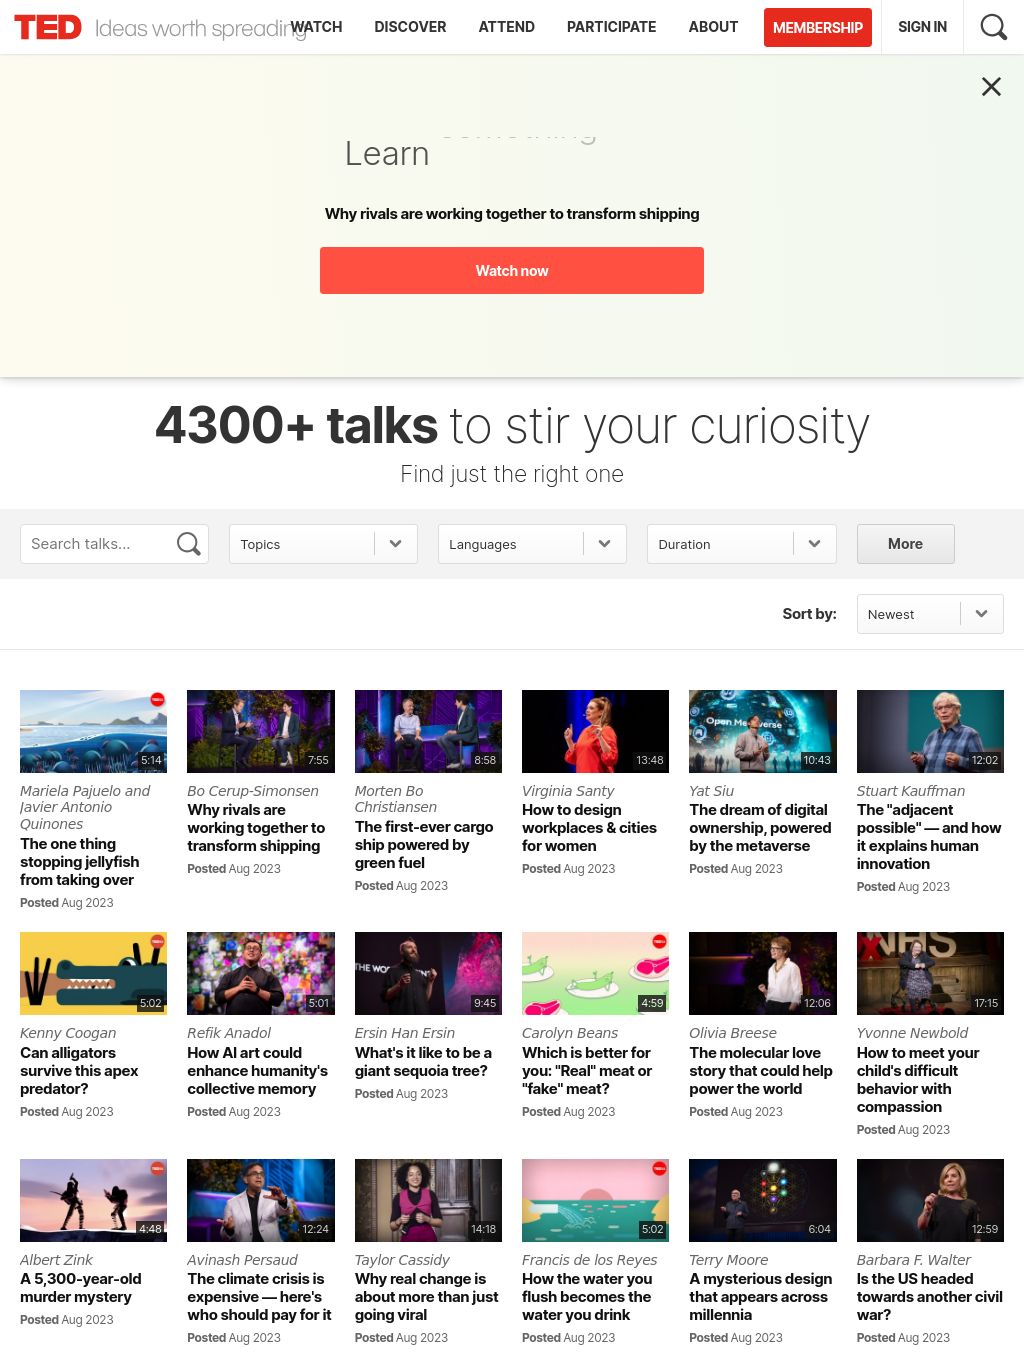 TED Ideas worth spreading WATCH DISCOVER ATTEND PARTICIPATE ABOUT MEMBERSHIP SIGN IN
something
Learn
Why rivals are working together to transform shipping
Watch now
4300+ talks to stir your curiosity
Find just the right one
Search talks... Topics Languages Duration More
Sort by: Newest
5:14
Mariela Pajuelo and
Javier Antonio
Quinones
The one thing
stopping jellyfish
from taking over
Posted Aug 2023
7:55
Bo Cerup-Simonsen
Why rivals are
working together to
transform shipping
Posted Aug 2023
8:58
Morten Bo
Christiansen
The first-ever cargo
ship powered by
green fuel
Posted Aug 2023
13:48
Virginia Santy
How to design
workplaces & cities
for women
Posted Aug 2023
Open Metaverse
10:43
Yat Siu
The dream of digital
ownership, powered
by the metaverse
Posted Aug 2023
12:02
Stuart Kauffman
The "adjacent
possible" — and how
it explains human
innovation
Posted Aug 2023
5:02
Kenny Coogan
Can alligators
survive this apex
predator?
Posted Aug 2023
5:01
Refik Anadol
How AI art could
enhance humanity's
collective memory
Posted Aug 2023
9:45
Ersin Han Ersin
What's it like to be a
giant sequoia tree?
Posted Aug 2023
4:59
Carolyn Beans
Which is better for
you: "Real" meat or
"fake" meat?
Posted Aug 2023
12:06
Olivia Breese
The molecular love
story that could help
power the world
Posted Aug 2023
NHS
17:15
Yvonne Newbold
How to meet your
child's difficult
behavior with
compassion
Posted Aug 2023
4:48
Albert Zink
A 5,300-year-old
murder mystery
Posted Aug 2023
12:24
Avinash Persaud
The climate crisis is
expensive — here's
who should pay for it
Posted Aug 2023
14:18
Taylor Cassidy
Why real change is
about more than just
going viral
Posted Aug 2023
5:02
Francis de los Reyes
How the water you
flush becomes the
water you drink
Posted Aug 2023
6:04
Terry Moore
A mysterious design
that appears across
millennia
Posted Aug 2023
12:59
Barbara F. Walter
Is the US headed
towards another civil
war?
Posted Aug 2023